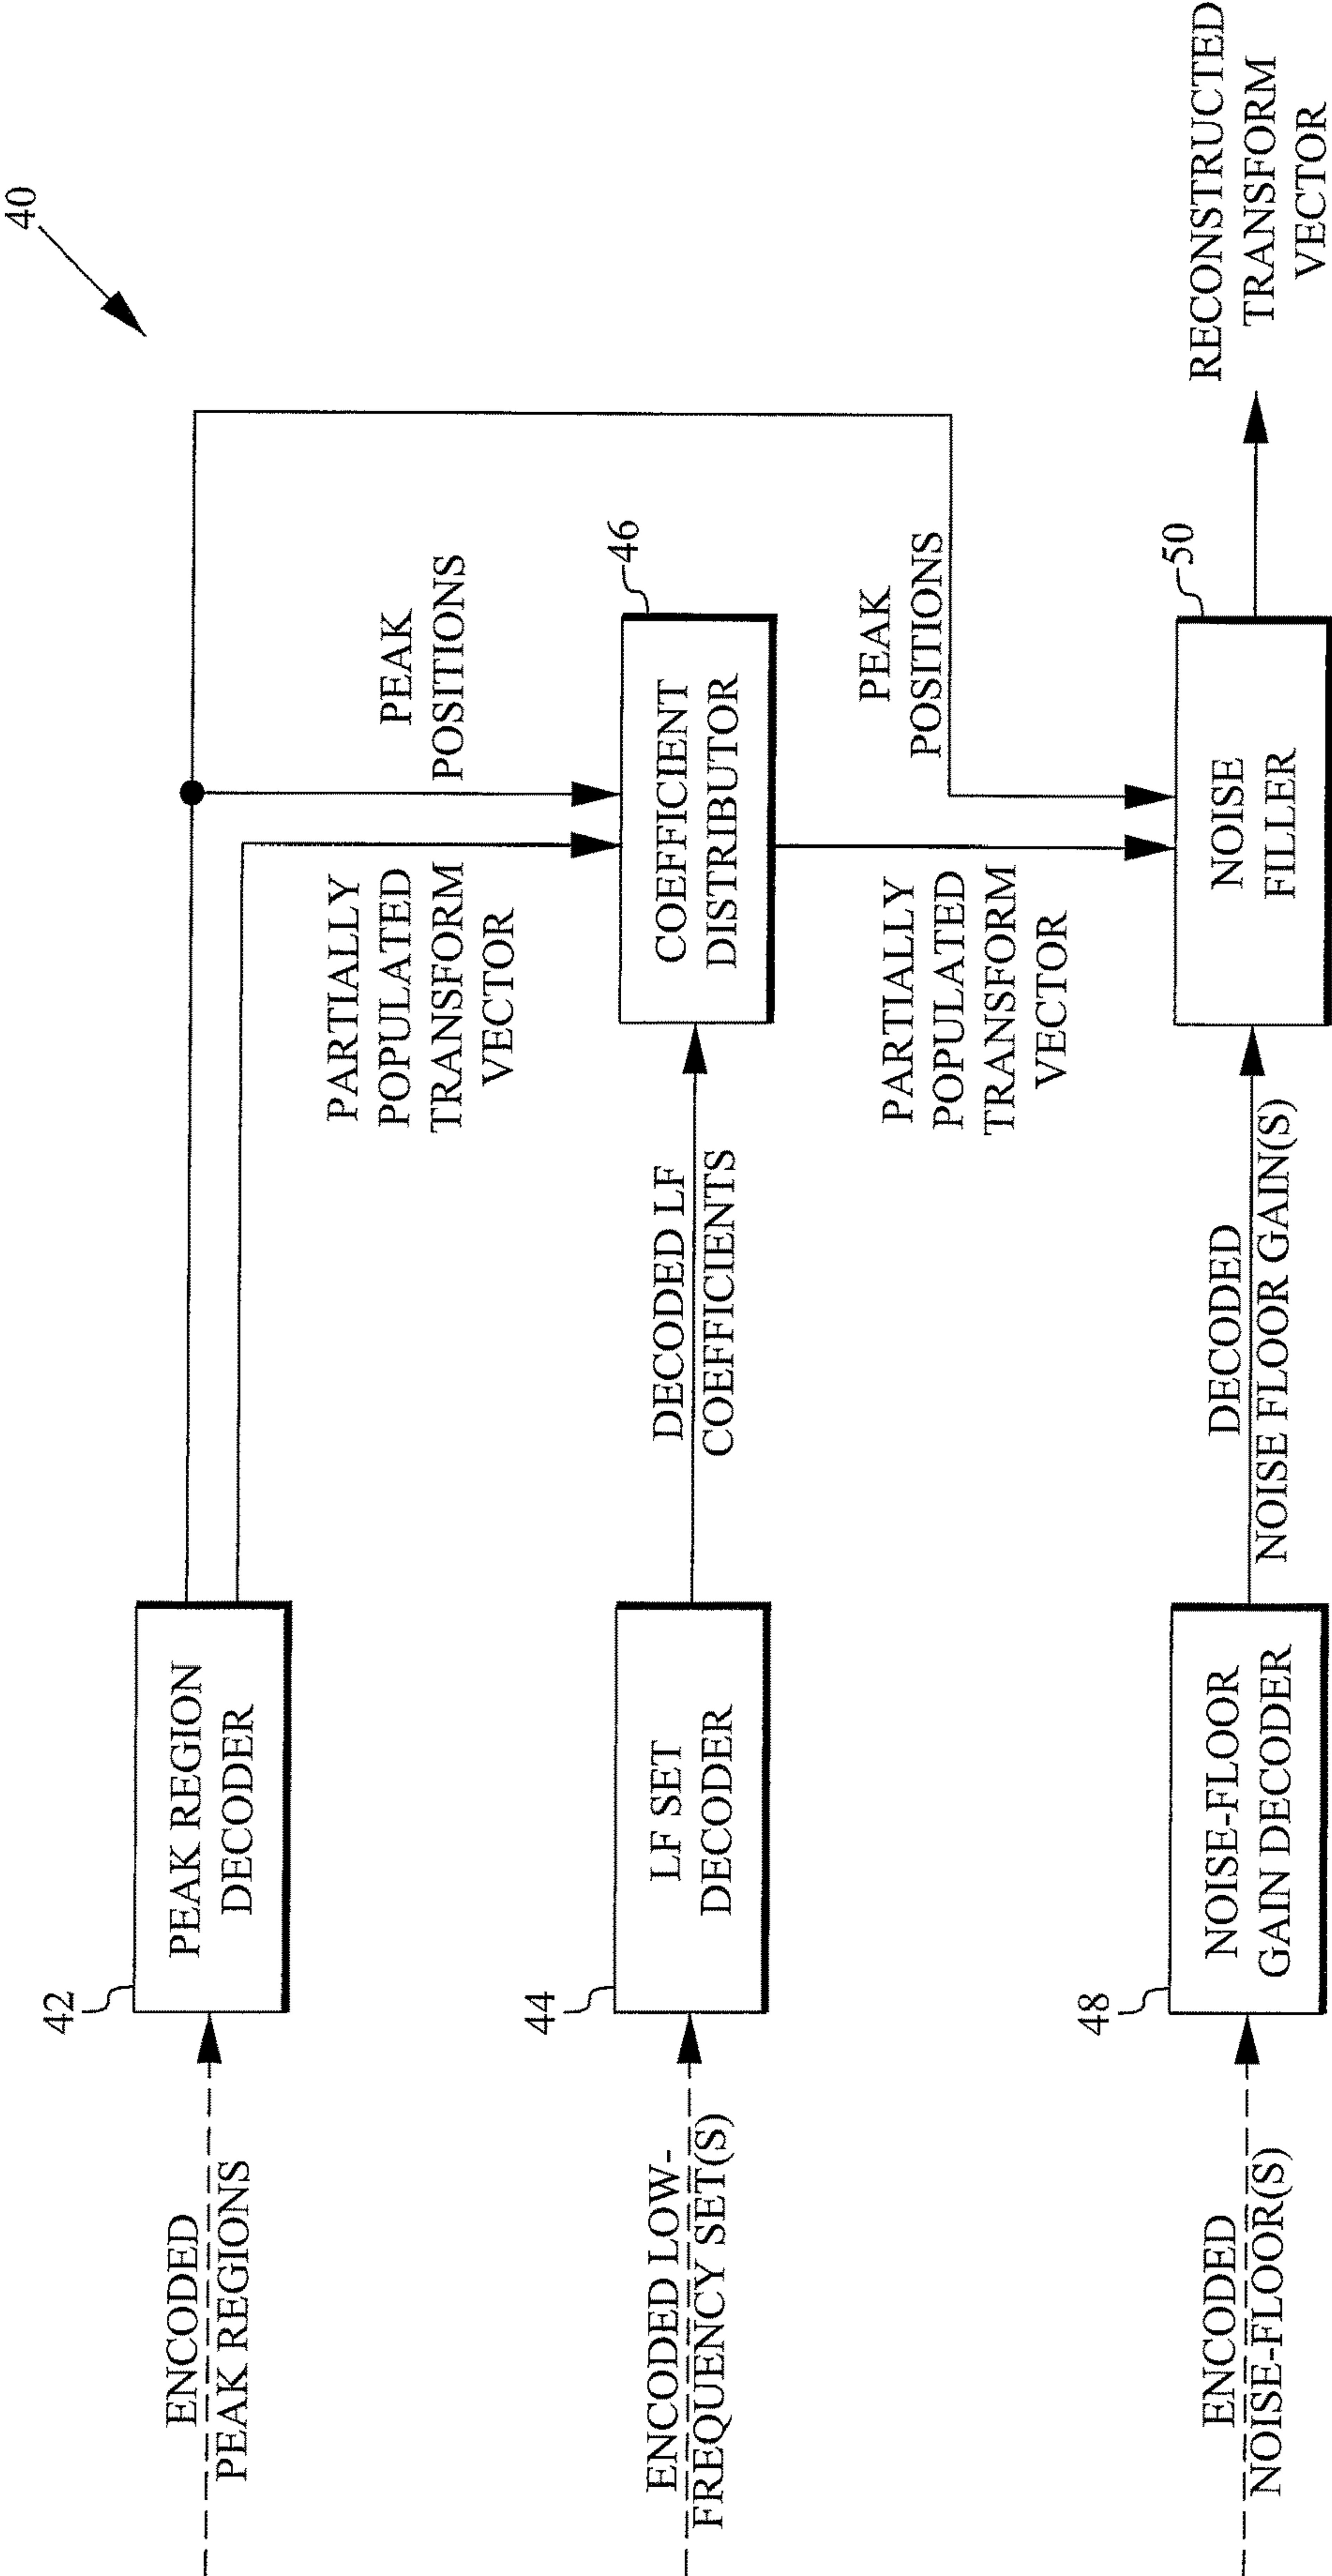 40
ENCODED
PEAK REGIONS
42
PEAK REGION
DECODER
PARTIALLY
POPULATED
TRANSFORM
VECTOR
PEAK
POSITIONS
ENCODED LOW-
FREQUENCY SET(S)
44
LF SET
DECODER
DECODED LF
COEFFICIENTS
46
COEFFICIENT
DISTRIBUTOR
PARTIALLY
POPULATED
TRANSFORM
VECTOR
PEAK
POSITIONS
ENCODED
NOISE-FLOOR(S)
48
NOISE-FLOOR
GAIN DECODER
DECODED
NOISE FLOOR GAIN(S)
50
NOISE
FILLER
RECONSTRUCTED
TRANSFORM
VECTOR